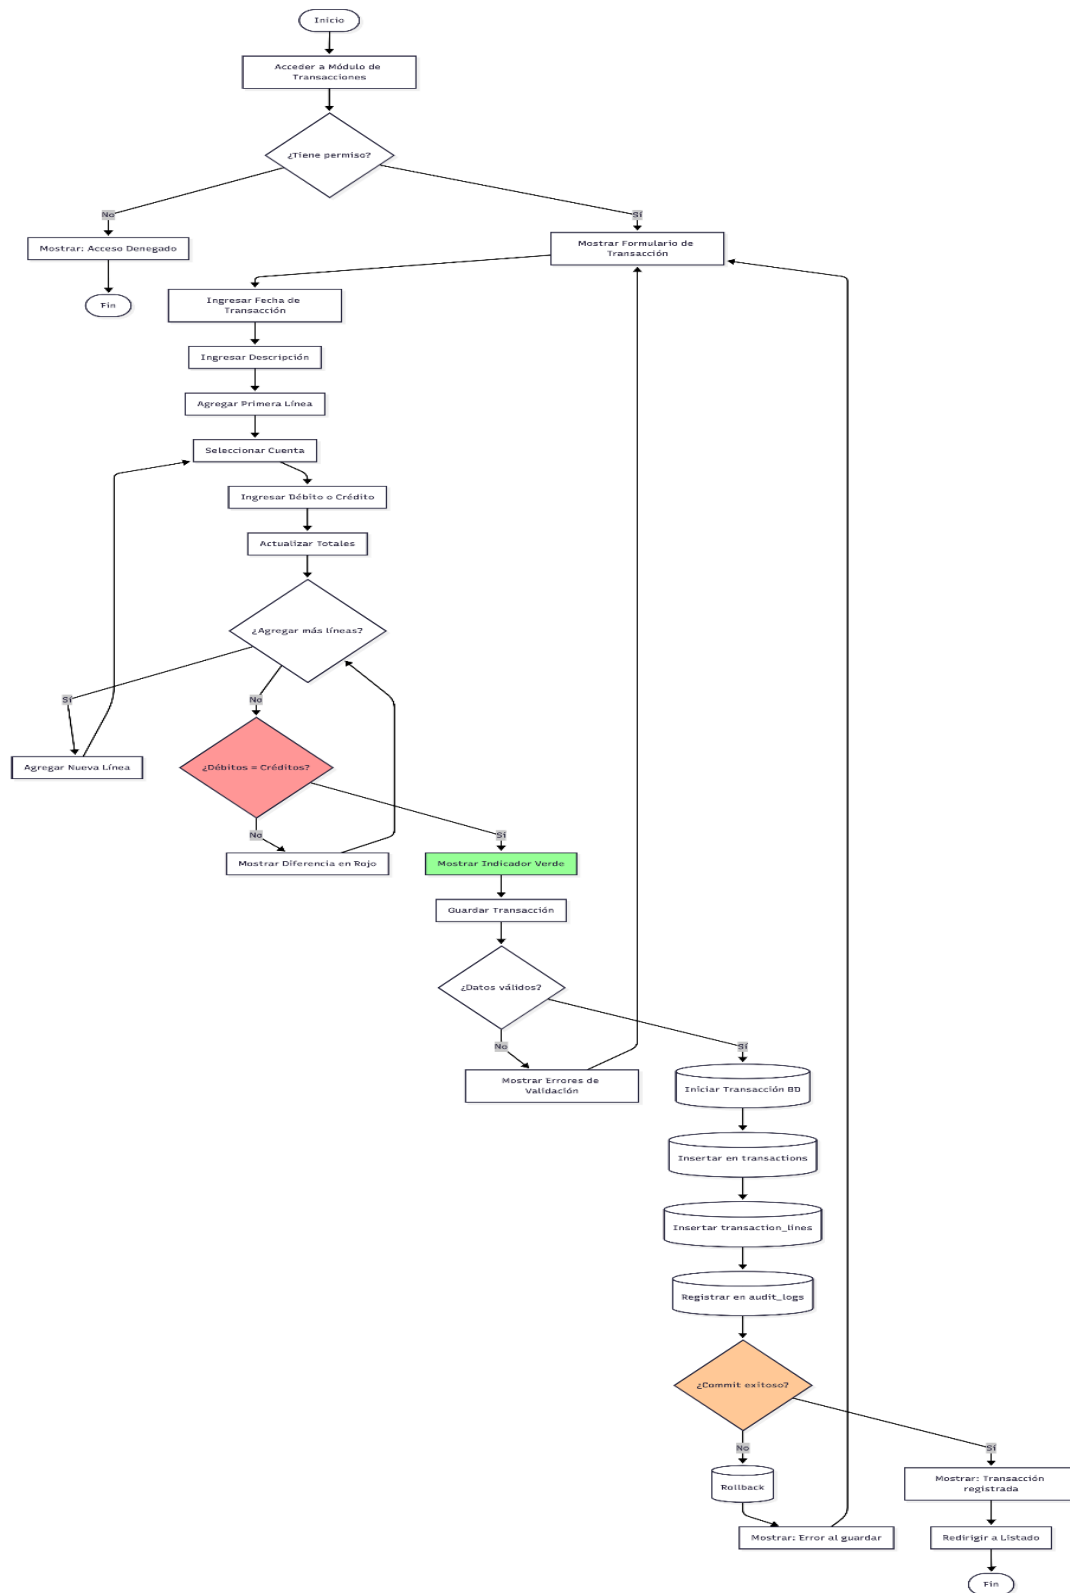 Inicio
Acceder a Módulo de
Transacciones
¿Tiene permiso?
No
Sí
Mostrar: Acceso Denegado
Mostrar Formulario de
Transacción
Fin
Ingresar Fecha de
Transacción
Ingresar Descripción
Agregar Primera Línea
Seleccionar Cuenta
Ingresar Débito o Crédito
Actualizar Totales
¿Agregar más líneas?
Sí
No
Agregar Nueva Línea
¿Débitos = Créditos?
No
Sí
Mostrar Diferencia en Rojo
Mostrar Indicador Verde
Guardar Transacción
¿Datos válidos?
No
Sí
Mostrar Errores de
Validación
Iniciar Transacción BD
Insertar en transactions
Insertar transaction_lines
Registrar en audit_logs
¿Commit exitoso?
No
Sí
Rollback
Mostrar: Transacción
registrada
Mostrar: Error al guardar
Redirigir a Listado
Fin